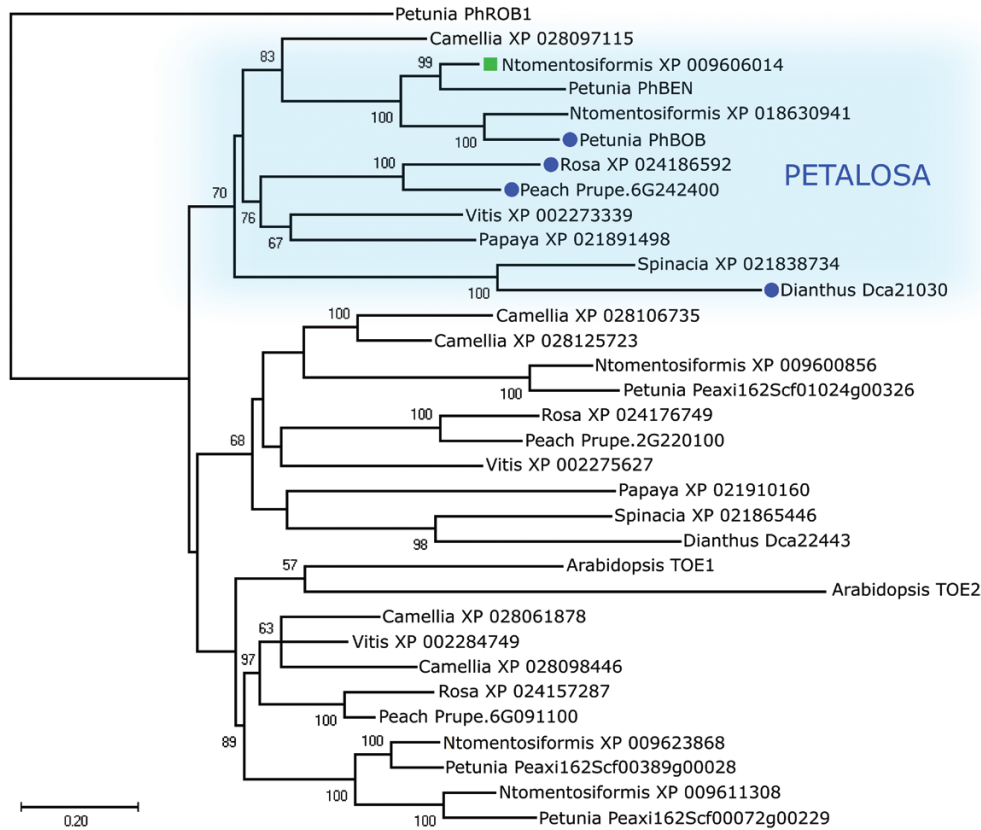 Petunia PhROB1
Camellia XP 028097115
83
99
Ntomentosiformis XP 009606014
Petunia PhBEN
100
Ntomentosiformis XP 018630941
100
Petunia PhBOB
100
Rosa XP 024186592
PETALOSA
Peach Prupe.6G242400
70
76
Vitis XP 002273339
67
Papaya XP 021891498
Spinacia XP 021838734
100
Dianthus Dca21030
100
Camellia XP 028106735
Camellia XP 028125723
Ntomentosiformis XP 009600856
100
Petunia Peaxi162Scf01024g00326
100
Rosa XP 024176749
68
Peach Prupe.2G220100
Vitis XP 002275627
Papaya XP 021910160
Spinacia XP 021865446
98
Dianthus Dca22443
57
Arabidopsis TOE1
Arabidopsis TOE2
Camellia XP 028061878
63
Vitis XP 002284749
97
Camellia XP 028098446
Rosa XP 024157287
100
Peach Prupe.6G091100
89
100
Ntomentosiformis XP 009623868
Petunia Peaxi162Scf00389g00028
100
Ntomentosiformis XP 009611308
100
Petunia Peaxi162Scf00072g00229
0.20